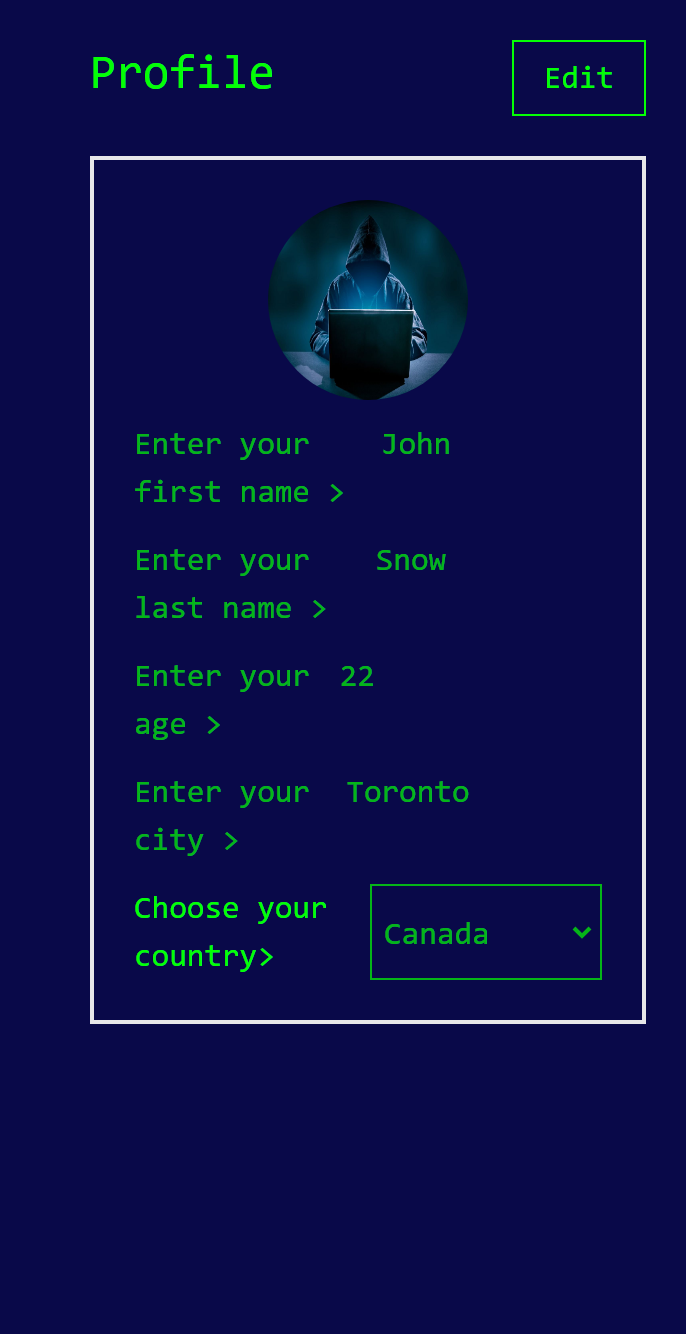 Profile
Edit
Enter your first name > John
Enter your last name > Snow
Enter your age > 22
Enter your city > Toronto
Choose your country> Canada